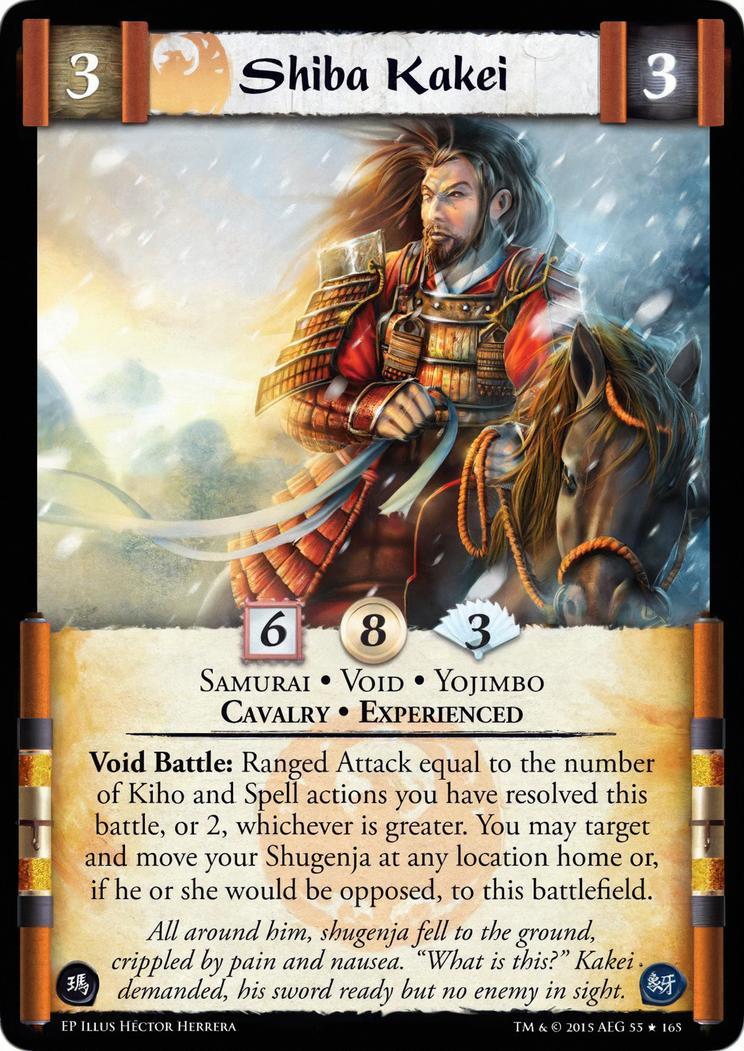 3
Shiba Kakei
3
6
8
3
Samurai • Void • Yojimbo
Cavalry • Experienced
Void Battle: Ranged Attack equal to the number
of Kiho and Spell actions you have resolved this
battle, or 2, whichever is greater. You may target
and move your Shugenja at any location home or,
if he or she would be opposed, to this battlefield.
All around him, shugenja fell to the ground,
crippled by pain and nausea. “What is this?” Kakei
demanded, his sword ready but no enemy in sight.
瑪
牙
EP Illus Héctor Herrera
TM & © 2015 AEG 55 ★ 165